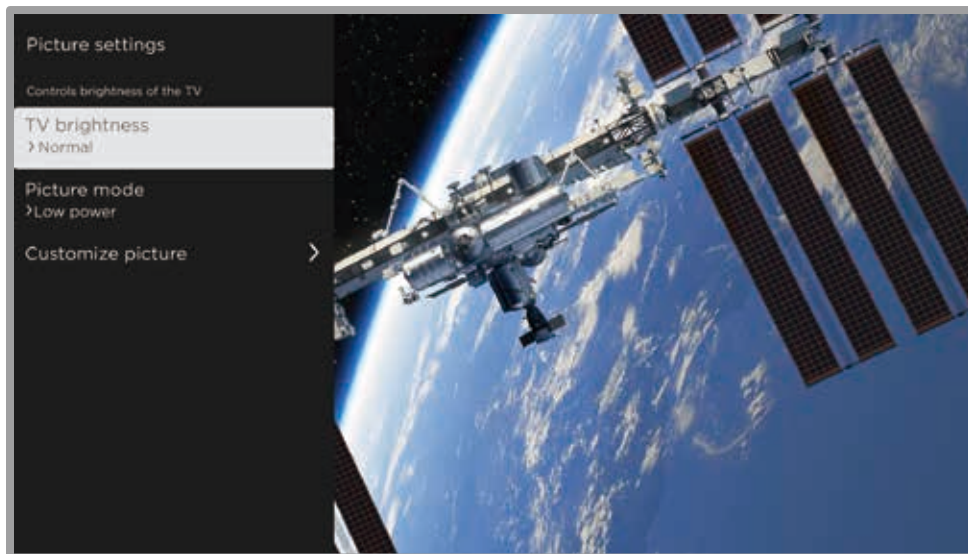 Picture settings
Controls brightness of the TV
TV brightness
> Normal
Picture mode
>Low power
Customize picture >